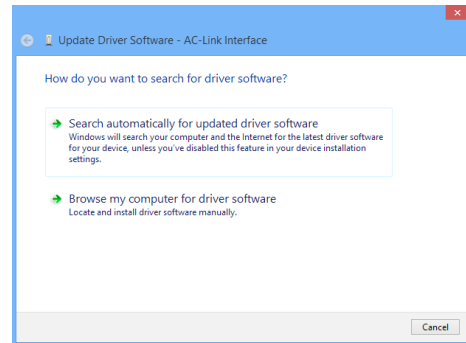 Update Driver Software - AC-Link Interface
How do you want to search for driver software?
Search automatically for updated driver software
Windows will search your computer and the Internet for the latest driver software
for your device, unless you've disabled this feature in your device installation
settings.
Browse my computer for driver software
Locate and install driver software manually.
Cancel